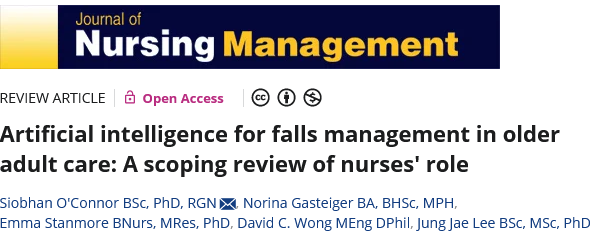 Journal of
Nursing Management
REVIEW ARTICLE Open Access
Artificial intelligence for falls management in older
adult care: A scoping review of nurses' role
Siobhan O'Connor BSc, PhD, RGN, Norina Gasteiger BA, BHSc, MPH,
Emma Stanmore BNurs, MRes, PhD, David C. Wong MEng DPhil, Jung Jae Lee BSc, MSc, PhD